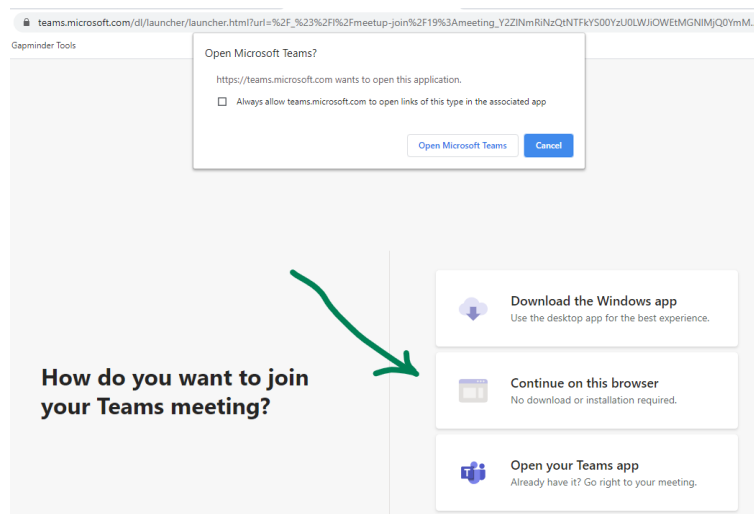 teams.microsoft.com/dl/launcher/launcher.html?url=%2F_%23%2Fl%2Fmeetup-join%2F19%3Ameeting_Y2ZlNmRiNzQtNTFkYS00YzU0LWJiOWEtMGNlMjQ0YmM...
Gapminder Tools
Open Microsoft Teams?
https://teams.microsoft.com wants to open this application.
Always allow teams.microsoft.com to open links of this type in the associated app
Open Microsoft Teams
Cancel
How do you want to join
your Teams meeting?
Download the Windows app
Use the desktop app for the best experience.
Continue on this browser
No download or installation required.
Open your Teams app
Already have it? Go right to your meeting.